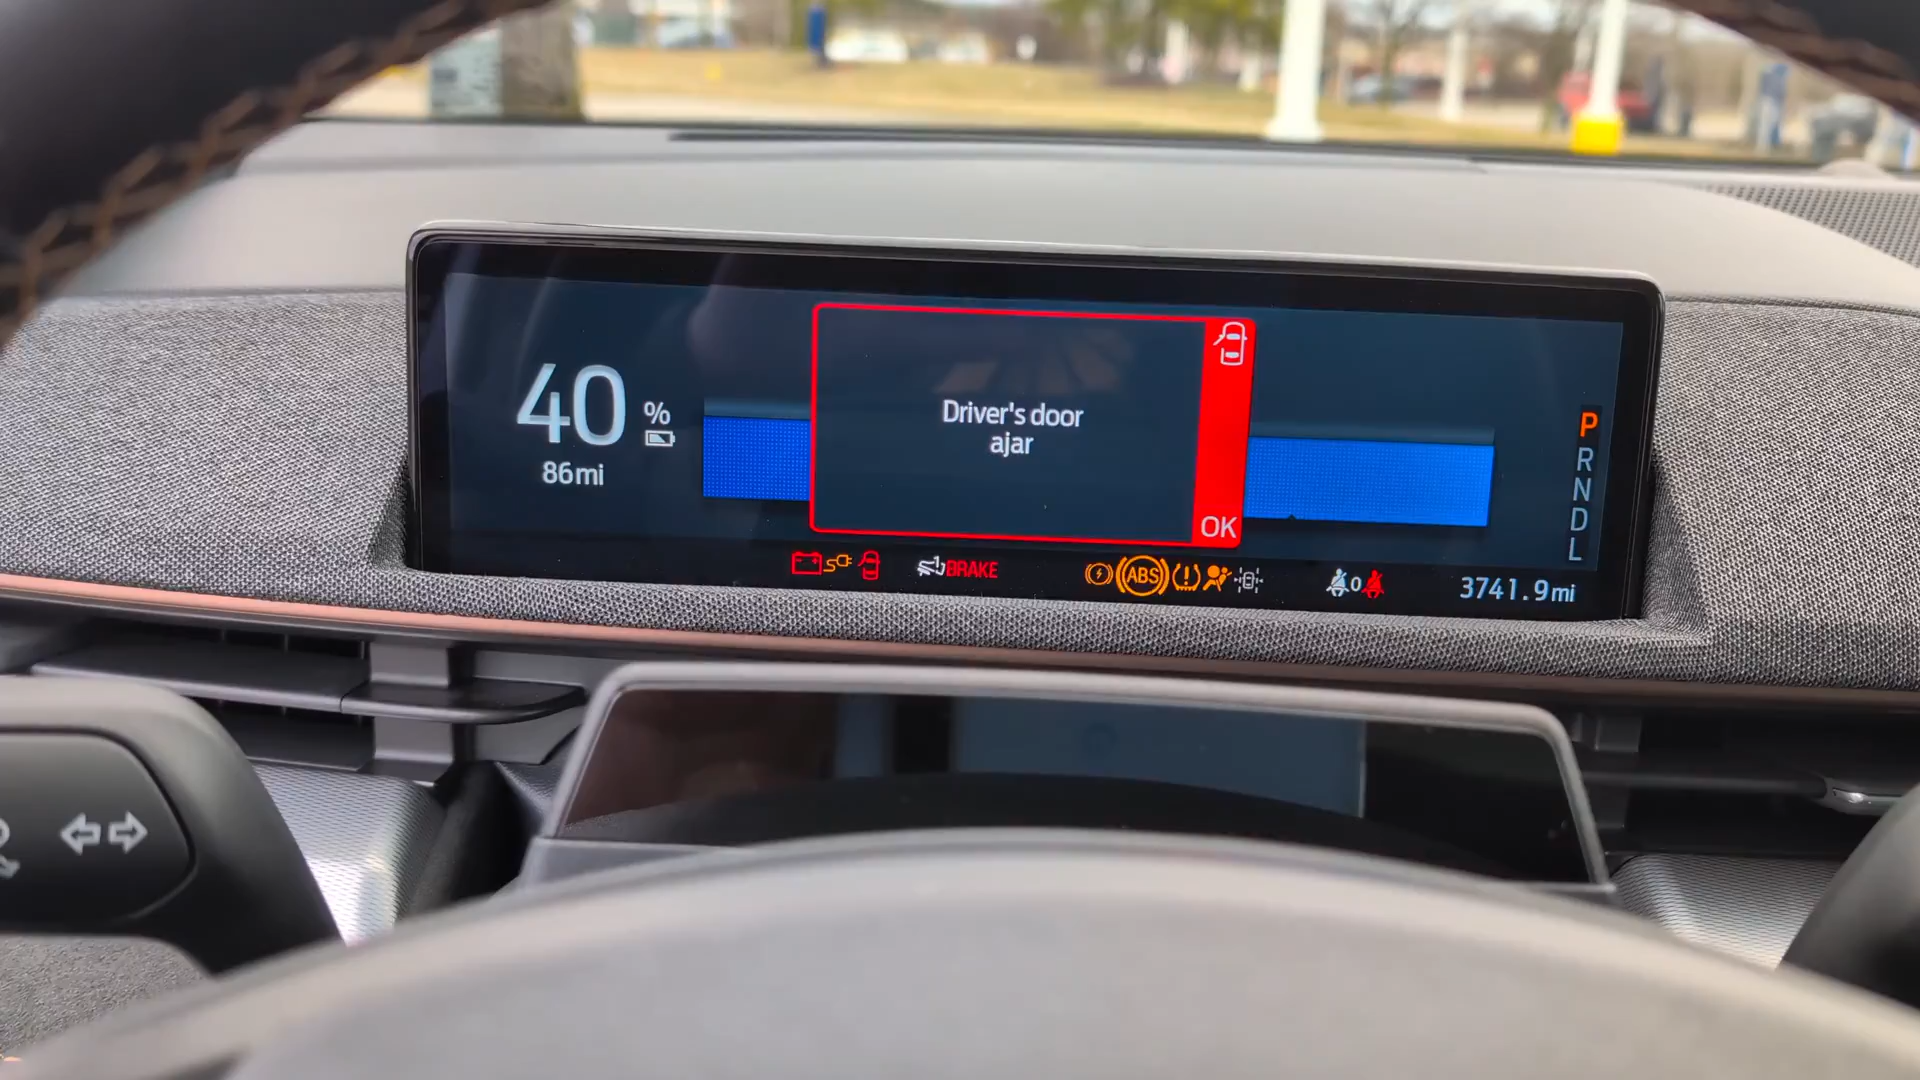 40 %
86mi
Driver's door
ajar
OK
P
R
N
D
L
BRAKE
ABS
0
3741.9mi